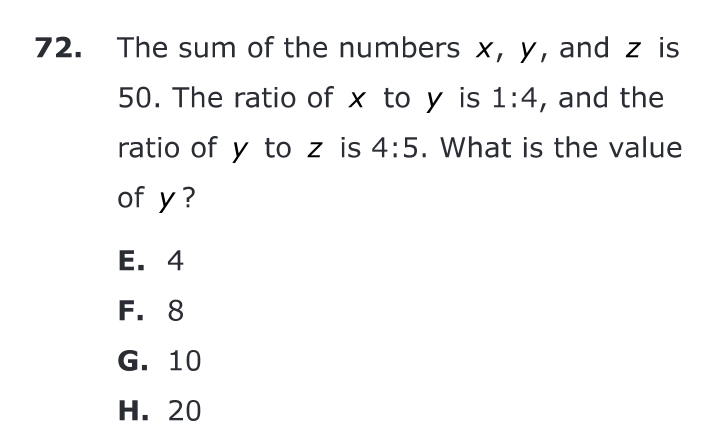 72. The sum of the numbers x, y, and z is
50. The ratio of x to y is 1:4, and the
ratio of y to z is 4:5. What is the value
of y?
E. 4
F. 8
G. 10
H. 20